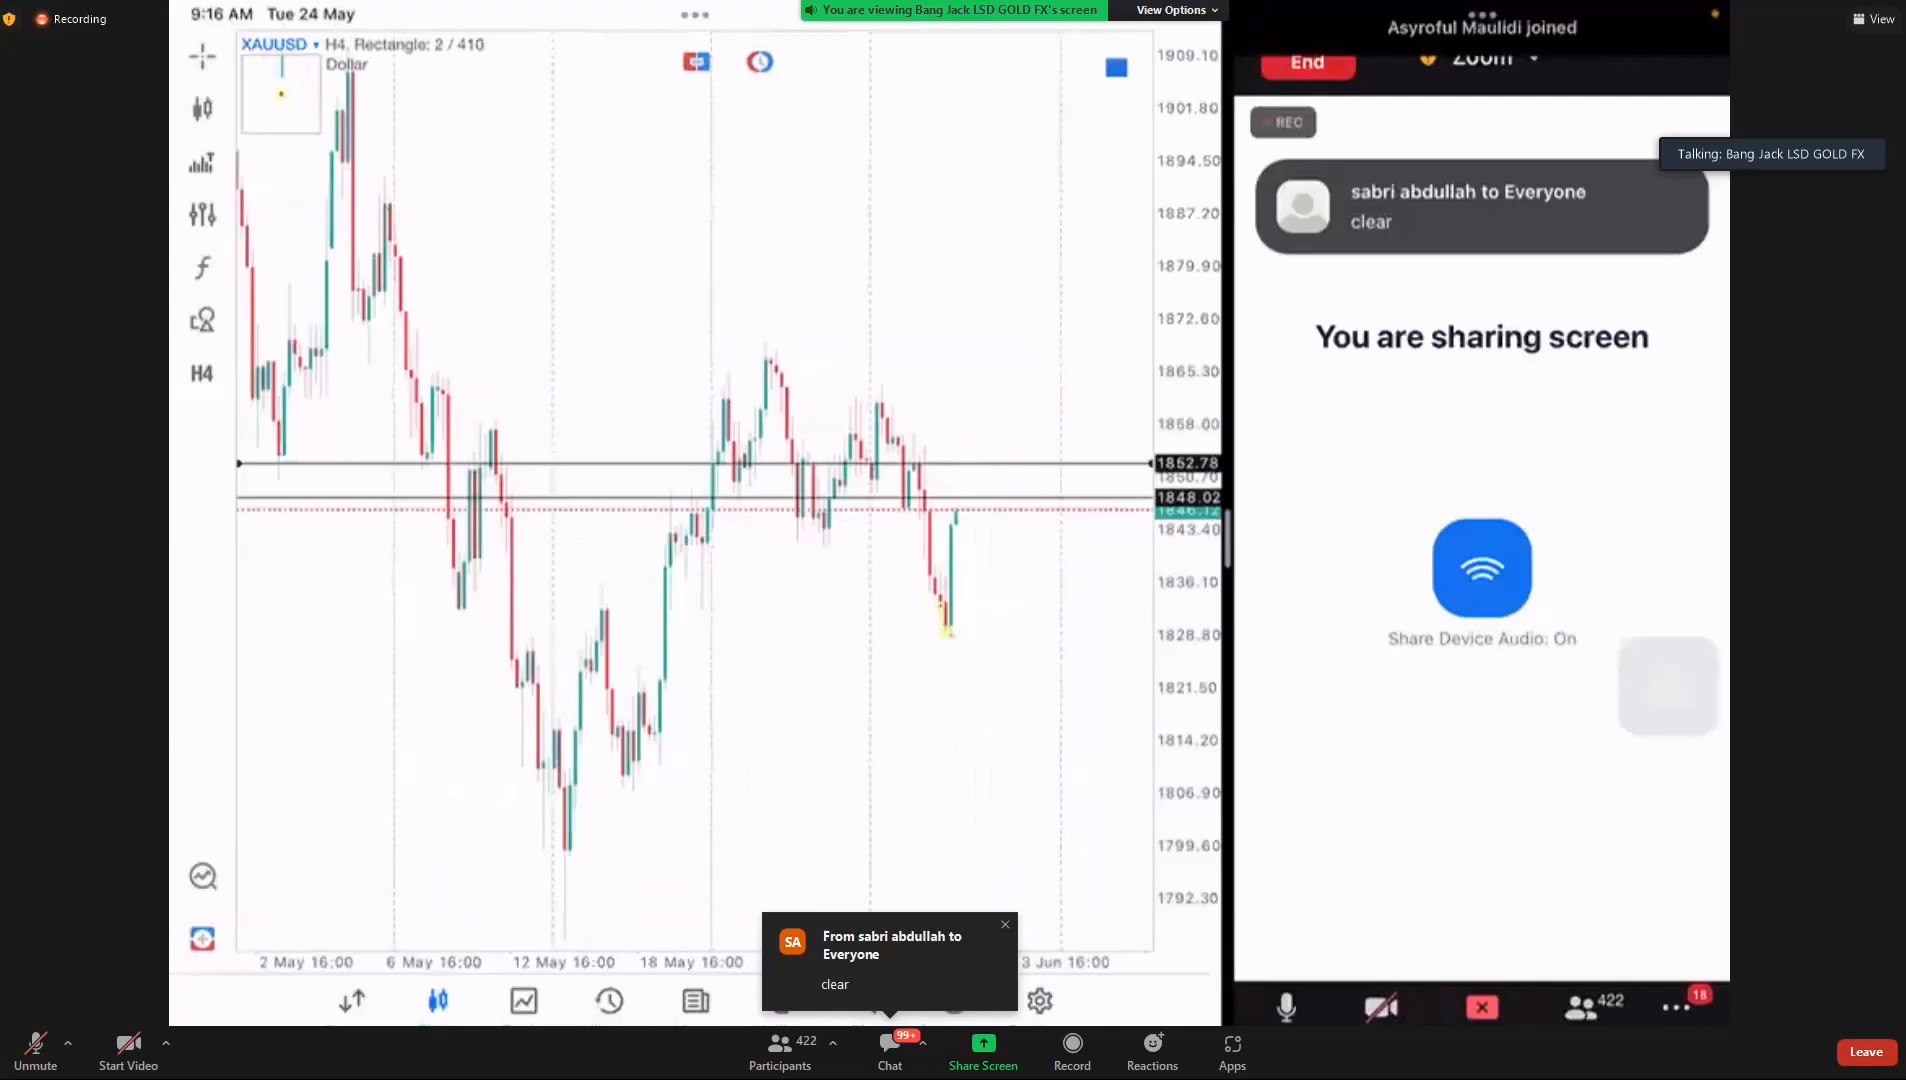 Recording
9:16 AM Tue 24 May
You are viewing Bang Jack LSD GOLD FX's screen
View Options
View
XAUUSD
H4, Rectangle: 2 / 410
Dollar
H4
1909.10
1901.80
1894.50
1887.20
1879.90
1872.60
1865.30
1858.00
1852.78
1850.70
1848.02
1846.12
1843.40
1836.10
1828.80
1821.50
1814.20
1806.90
1799.60
1792.30
2 May 16:00
6 May 16:00
12 May 16:00
18 May 16:00
3 Jun 16:00
Asyroful Maulidi joined
End
Zoom
REC
Talking: Bang Jack LSD GOLD FX
sabri abdullah to Everyone
clear
You are sharing screen
Share Device Audio: On
422
18
SA
From sabri abdullah to
Everyone
clear
Unmute
Start Video
422
Participants
99+
Chat
Share Screen
Record
Reactions
Apps
Leave